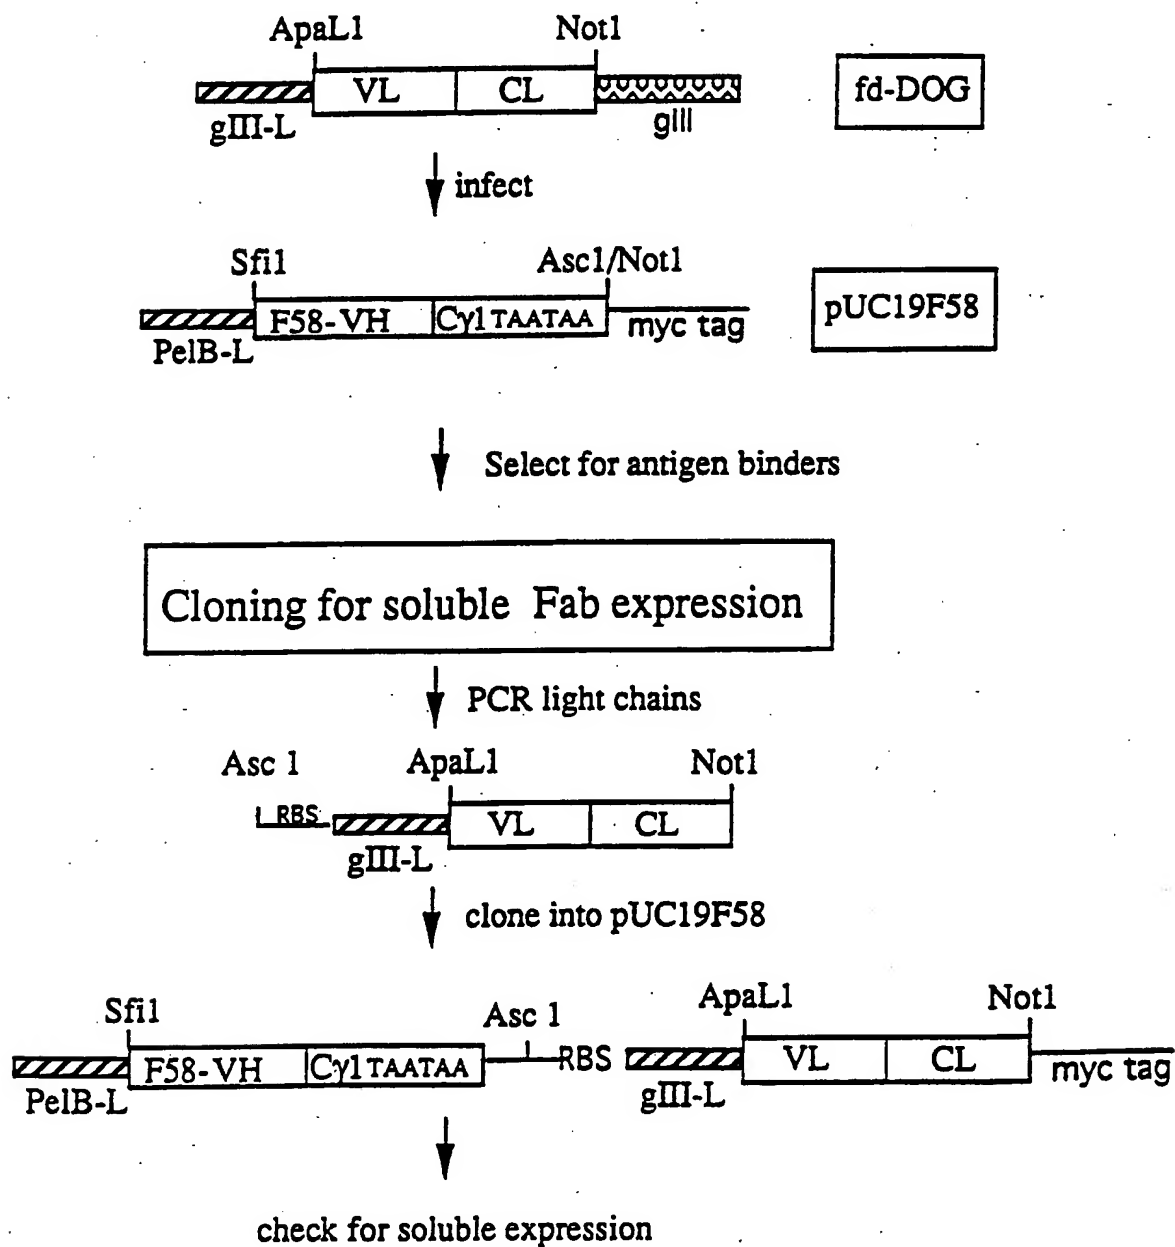 ApaL1 Not1
VL CL
gIII-L gIII
fd-DOG
infect
Sfi1 Asc1/Not1
F58-VH Cγ1 TAATAA
PelB-L myc tag
pUC19F58
Select for antigen binders
Cloning for soluble Fab expression
PCR light chains
Asc 1 ApaL1 Not1
RBS VL CL
gIII-L
clone into pUC19F58
Sfi1 Asc 1 ApaL1 Not1
F58-VH Cγ1 TAATAA RBS VL CL
PelB-L gIII-L myc tag
check for soluble expression